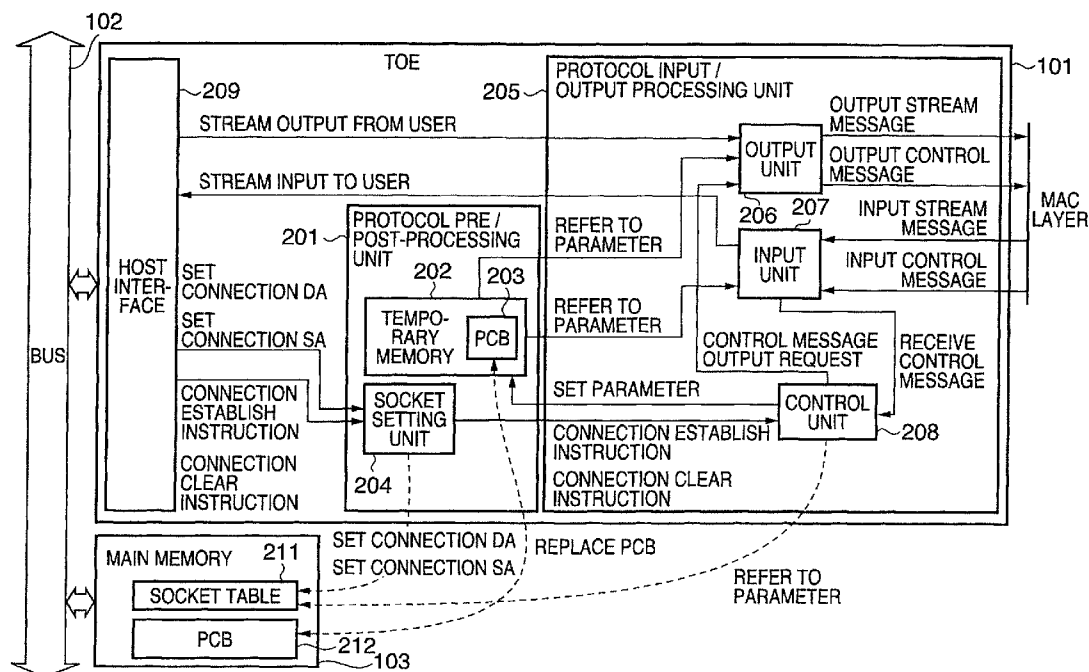 102
TOE
101
209
205
PROTOCOL INPUT /
OUTPUT PROCESSING UNIT
STREAM OUTPUT FROM USER
OUTPUT STREAM
MESSAGE
OUTPUT
UNIT
OUTPUT CONTROL
MESSAGE
STREAM INPUT TO USER
206
207
MAC
LAYER
INPUT STREAM
MESSAGE
INPUT
UNIT
INPUT CONTROL
MESSAGE
201
PROTOCOL PRE /
POST-PROCESSING
UNIT
REFER TO
PARAMETER
HOST
INTER-
FACE
SET
CONNECTION DA
202
203
TEMPO-
RARY
MEMORY
PCB
REFER TO
PARAMETER
BUS
SET
CONNECTION SA
CONTROL MESSAGE
OUTPUT REQUEST
RECEIVE
CONTROL
MESSAGE
SET PARAMETER
CONNECTION
ESTABLISH
INSTRUCTION
SOCKET
SETTING
UNIT
CONTROL
UNIT
208
CONNECTION ESTABLISH
INSTRUCTION
CONNECTION
CLEAR
INSTRUCTION
204
CONNECTION CLEAR
INSTRUCTION
MAIN MEMORY
211
SET CONNECTION DA
REPLACE PCB
SET CONNECTION SA
SOCKET TABLE
REFER TO
PARAMETER
PCB
212
103